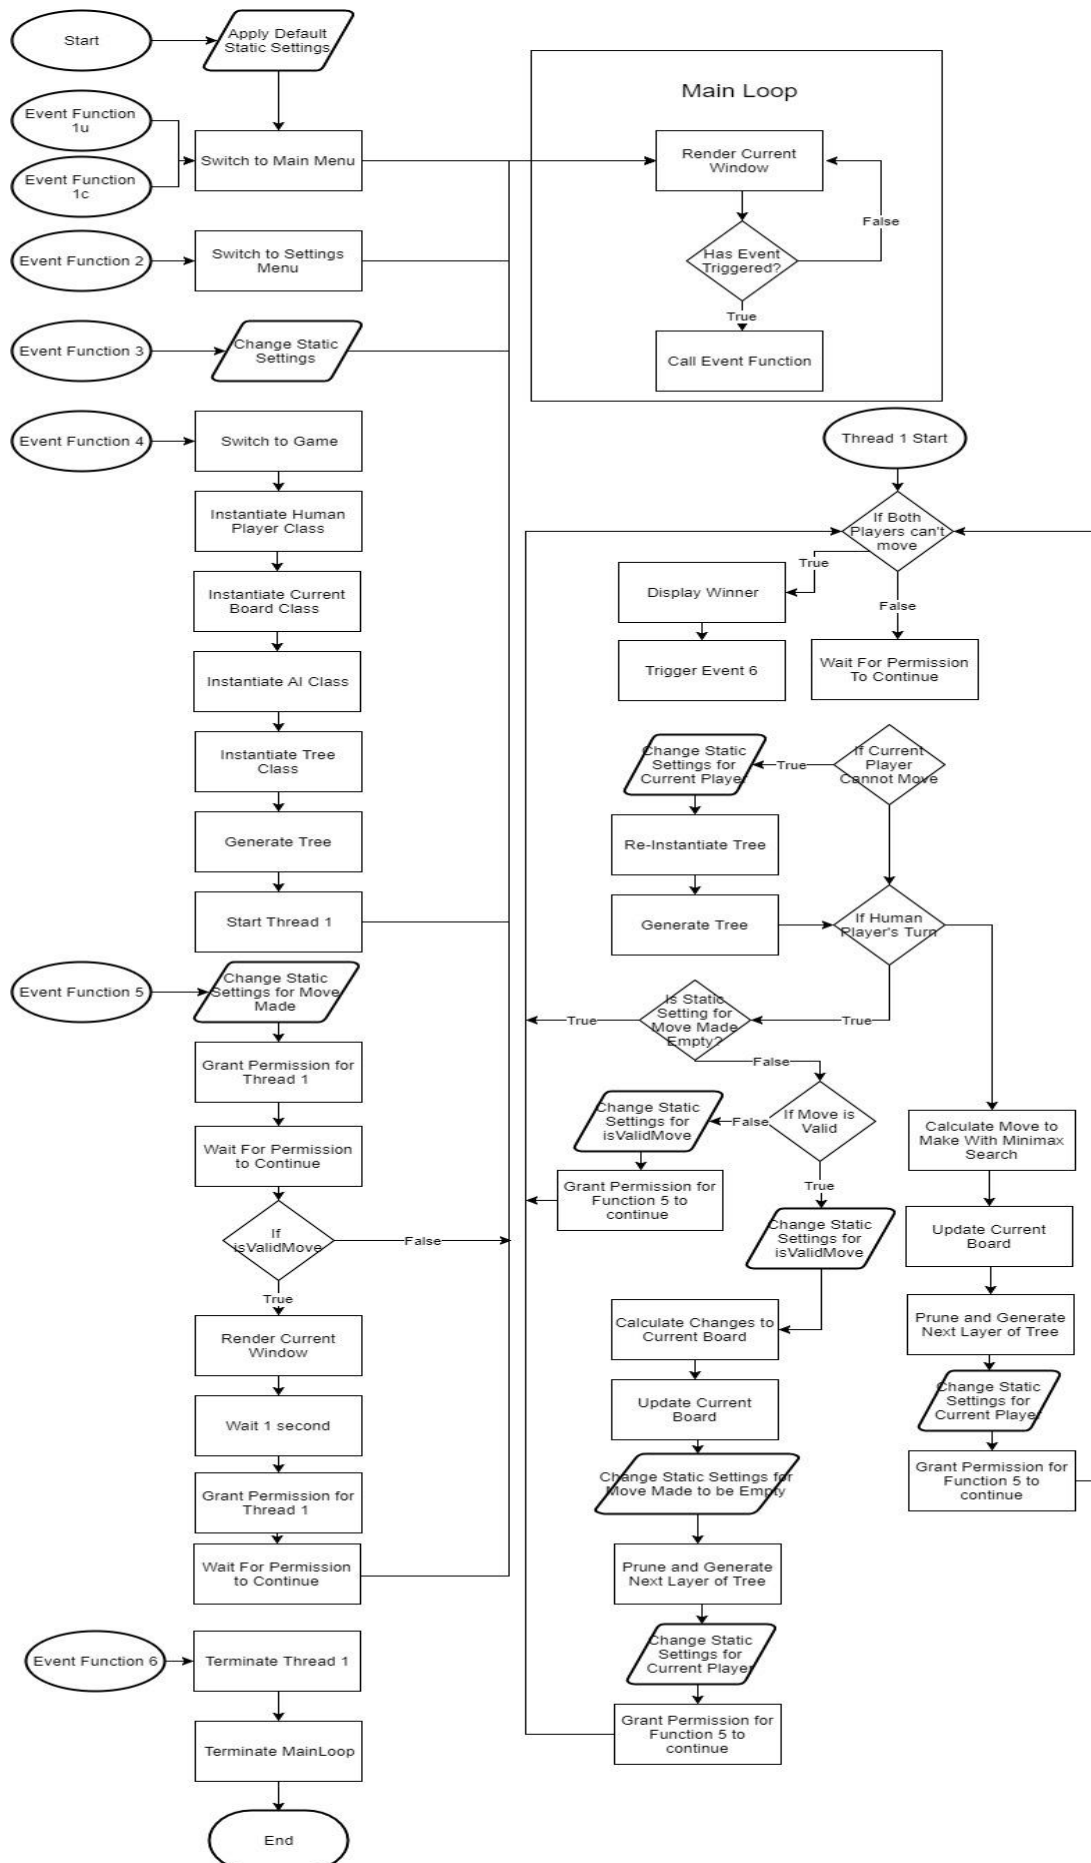 Start
Apply Default
Static Settings
Event Function
1u
Event Function
1c
Switch to Main Menu
Event Function 2
Switch to Settings
Menu
Event Function 3
Change Static
Settings
Event Function 4
Switch to Game
Instantiate Human
Player Class
Instantiate Current
Board Class
Instantiate AI Class
Instantiate Tree
Class
Generate Tree
Start Thread 1
Event Function 5
Change Static
Settings for Move
Made
Grant Permission for
Thread 1
Wait For Permission
to Continue
If
isValidMove
False
True
Render Current
Window
Wait 1 second
Grant Permission for
Thread 1
Wait For Permission
to Continue
Event Function 6
Terminate Thread 1
Terminate MainLoop
End
Main Loop
Render Current
Window
False
Has Event
Triggered?
True
Call Event Function
Thread 1 Start
If Both
Players can't
move
True
Display Winner
False
Trigger Event 6
Wait For Permission
To Continue
Change Static
Settings for
Current Player
True
If Current
Player
Cannot Move
Re-Instantiate Tree
Generate Tree
If Human
Player's Turn
True
Is Static
Setting for
Move Made
Empty?
True
False
Change Static
Settings for
isValidMove
False
If Move is
Valid
Grant Permission for
Function 5 to
continue
True
Change Static
Settings for
isValidMove
Calculate Changes to
Current Board
Update Current
Board
Change Static Settings for
Move Made to be Empty
Prune and Generate
Next Layer of Tree
Change Static
Settings for
Current Player
Grant Permission for
Function 5 to
continue
Calculate Move to
Make With Minimax
Search
Update Current
Board
Prune and Generate
Next Layer of Tree
Change Static
Settings for
Current Player
Grant Permission for
Function 5 to
continue